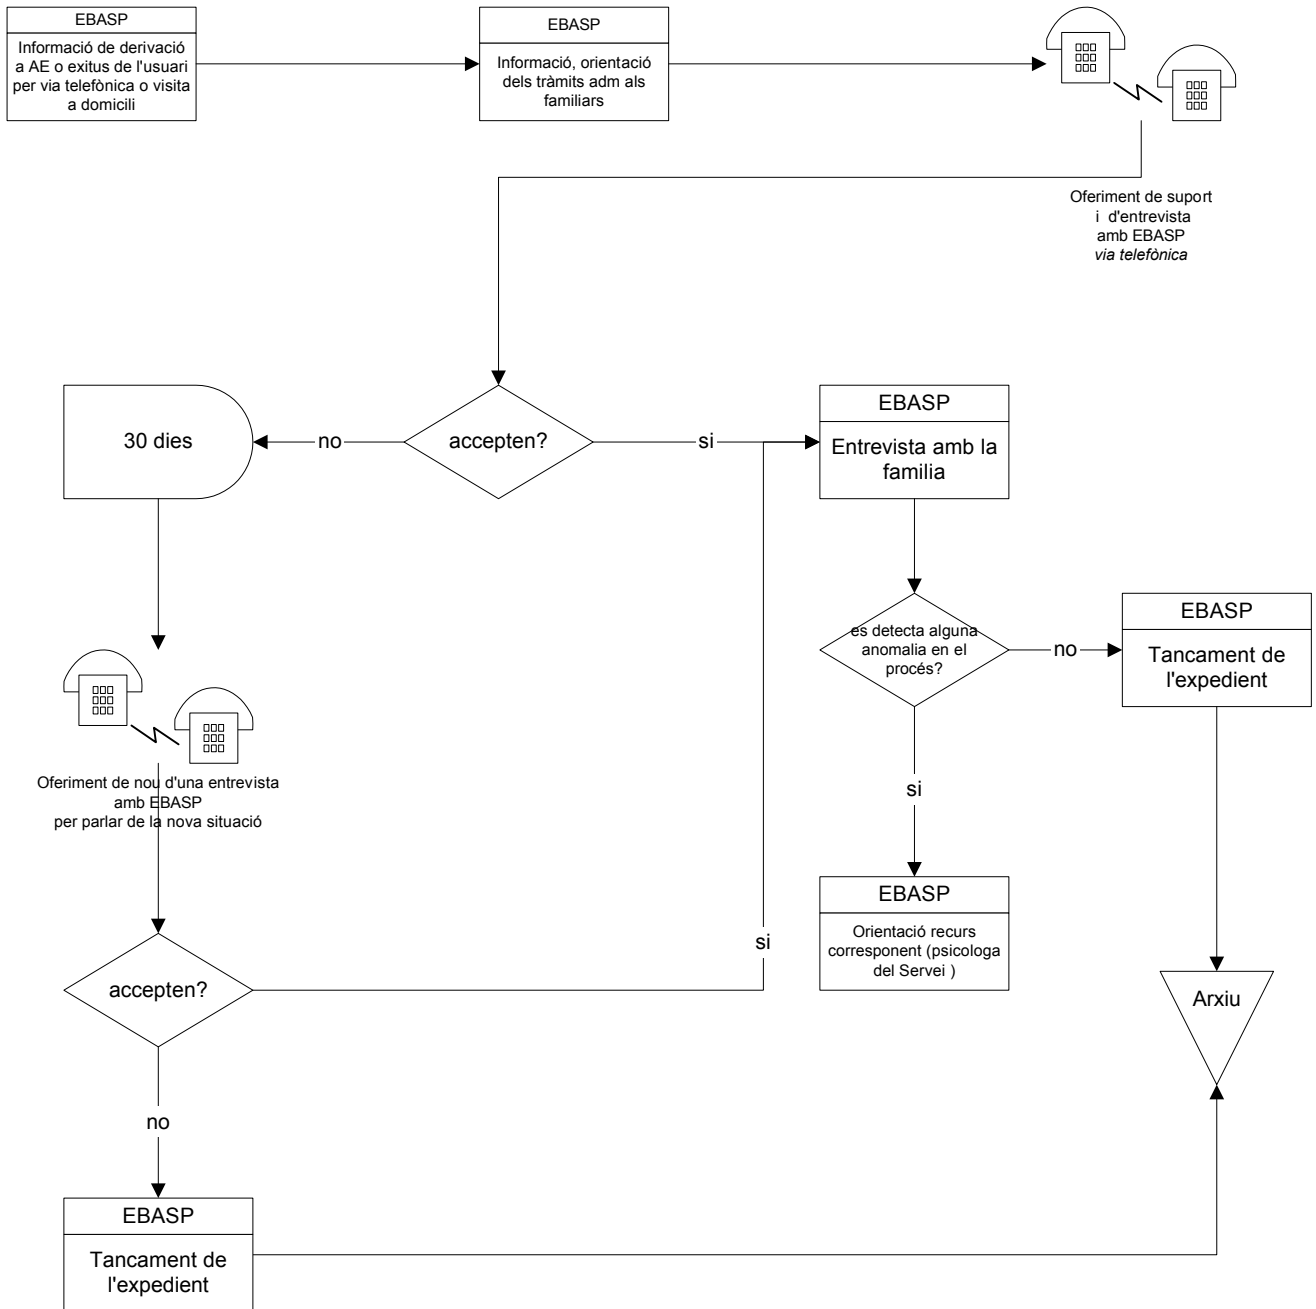 EBASP
Informació de derivació
a AE o exitus de l'usuari
per via telefònica o visita
a domicili
EBASP
Informació, orientació
dels tràmits adm als
familiars
Oferiment de suport
i d'entrevista
amb EBASP
via telefònica
30 dies
no
accepten?
si
EBASP
Entrevista amb la
familia
es detecta alguna
anomalia en el
procés?
no
EBASP
Tancament de
l'expedient
Oferiment de nou d'una entrevista
amb EBASP
per parlar de la nova situació
si
EBASP
Orientació recurs
corresponent (psicologa
del Servei )
si
accepten?
Arxiu
no
EBASP
Tancament de
l'expedient